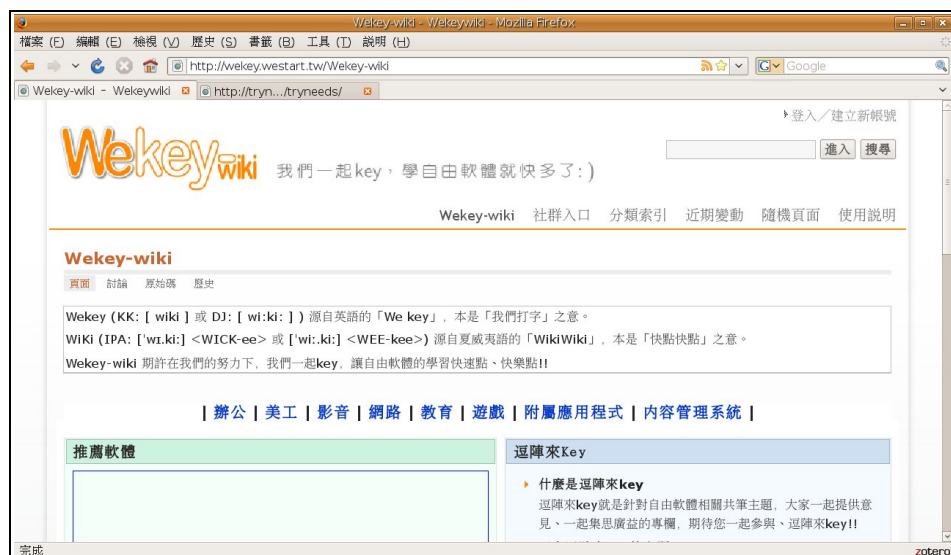 Wekey-wiki - Wekeywiki - Mozilla Firefox
檔案 (F) 編輯 (E) 檢視 (V) 歷史 (S) 書籤 (B) 工具 (T) 說明 (H)
http://wekey.westart.tw/Wekey-wiki
Google
Wekey-wiki - Wekeywiki
http://tryn.../tryneeds/
登入／建立新帳號
Wekey-wiki 我們一起key，學自由軟體就快多了:)
進入 搜尋
Wekey-wiki 社群入口 分類索引 近期變動 隨機頁面 使用說明
Wekey-wiki
頁面 討論 原始碼 歷史
Wekey (KK: [ wiki ] 或 DJ: [ wi:ki: ] ) 源自英語的「We key」, 本是「我們打字」之意。
WiKi (IPA: ['wɪ.ki:] <WICK-ee> 或 ['wi:.ki:] <WEE-kee>) 源自夏威夷語的「WikiWiki」, 本是「快點快點」之意。
Wekey-wiki 期許在我們的努力下, 我們一起key, 讓自由軟體的學習快速點、快樂點!!
| 辦公 | 美工 | 影音 | 網路 | 教育 | 遊戲 | 附屬應用程式 | 內容管理系統 |
推薦軟體
逗陣來Key
什麼是逗陣來key
逗陣來key就是針對自由軟體相關共筆主題, 大家一起提供意
見、一起集思廣益的專欄, 期待您一起參與、逗陣來key!!
完成
zotero